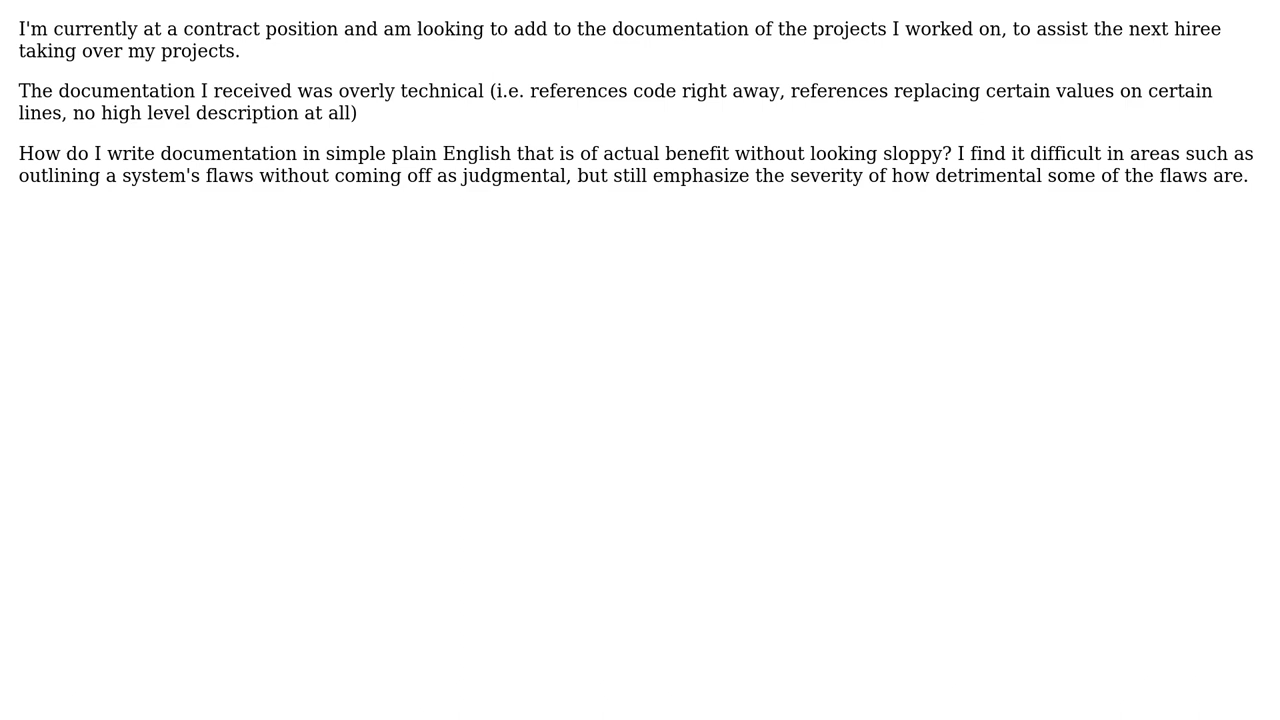 I'm currently at a contract position and am looking to add to the documentation of the projects I worked on, to assist the next hiree
taking over my projects.
The documentation I received was overly technical (i.e. references code right away, references replacing certain values on certain
lines, no high level description at all)
How do I write documentation in simple plain English that is of actual benefit without looking sloppy? I find it difficult in areas such as
outlining a system's flaws without coming off as judgmental, but still emphasize the severity of how detrimental some of the flaws are.